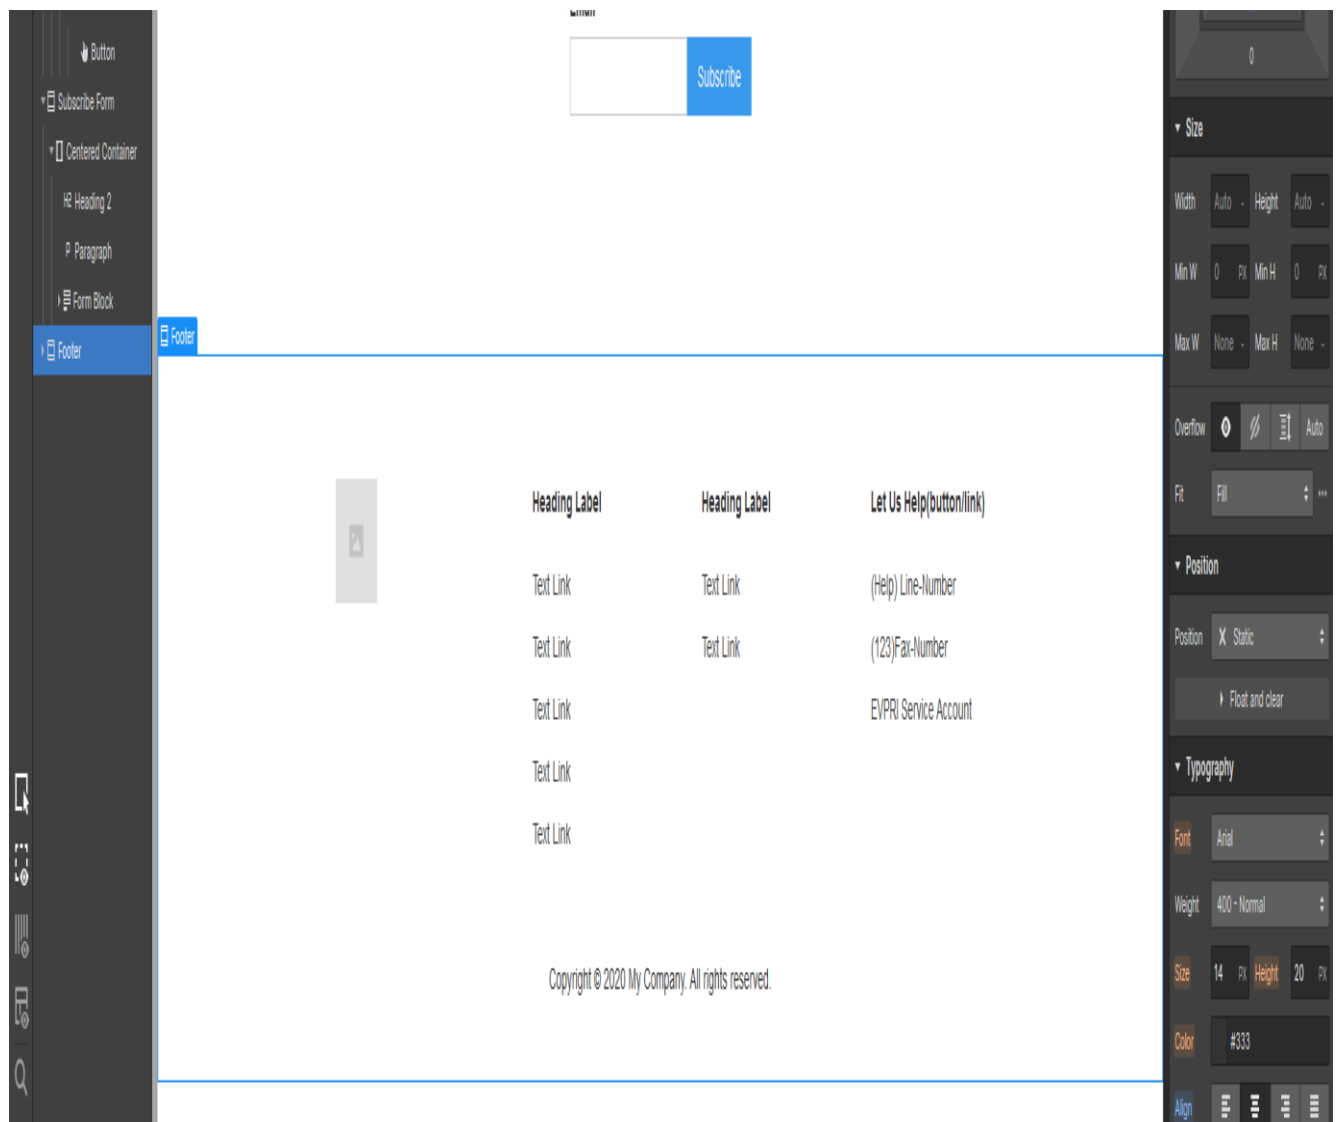 Button
Subscribe Form
Centered Container
H2 Heading 2
P Paragraph
Form Block
Footer
Email
Subscribe
Footer
Heading Label
Text Link
Text Link
Text Link
Text Link
Text Link
Heading Label
Text Link
Text Link
Let Us Help(button/link)
(Help) Line-Number
(123)Fax-Number
EVPRI Service Account
Copyright © 2020 My Company. All rights reserved.
0
Size
Width Auto - Height Auto -
Min W 0 PX Min H 0 PX
Max W None - Max H None -
Overflow Auto
Fit Fill
Position
Position Static
Float and clear
Typography
Font Arial
Weight 400 - Normal
Size 14 PX Height 20 PX
Color #333
Align